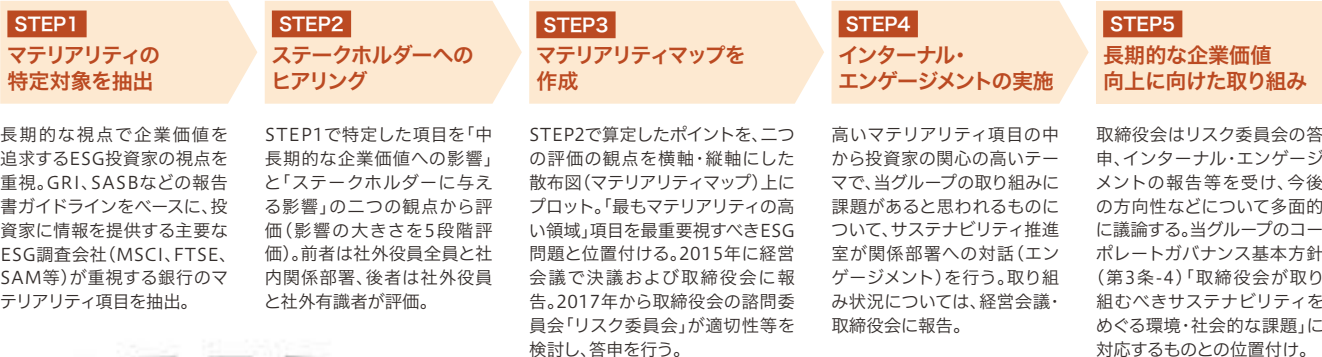 STEP1
マテリアリティの
特定対象を抽出
長期的な視点で企業価値を
追求するESG投資家の視点を
重視。GRI、SASBなどの報告
書ガイドラインをベースに、投
資家に情報を提供する主要な
ESG調査会社(MSCI、FTSE、
SAM等)が重視する銀行のマ
テリアリティ項目を抽出。
STEP2
ステークホルダーへの
ヒアリング
STEP1で特定した項目を「中
長期的な企業価値への影響」
と「ステークホルダーに与え
る影響」の二つの観点から評
価(影響の大きさを5段階評
価)。前者は社外役員全員と社
内関係部署、後者は社外役員
と社外有識者が評価。
STEP3
マテリアリティマップを
作成
STEP2で算定したポイントを、二つ
の評価の観点を横軸・縦軸にした
散布図(マテリアリティマップ)上に
プロット。「最もマテリアリティの高
い領域」項目を最重要視すべきESG
問題と位置付ける。2015年に経営
会議で決議および取締役会に報
告。2017年から取締役会の諮問委
員会「リスク委員会」が適切性等を
検討し、答申を行う。
STEP4
インターナル・
エンゲージメントの実施
高いマテリアリティ項目の中
から投資家の関心の高いテー
マで、当グループの取り組みに
課題があると思われるものに
ついて、サステナビリティ推進
室が関係部署への対話(エン
ゲージメント)を行う。取り組
み状況については、経営会議・
取締役会に報告。
STEP5
長期的な企業価値
向上に向けた取り組み
取締役会はリスク委員会の答
申、インターナル・エンゲージ
メントの報告等を受け、今後
の方向性などについて多面的
に議論する。当グループのコー
ポレートガバナンス基本方針
(第3条-4)「取締役会が取り
組むべきサステナビリティを
めぐる環境・社会的な課題」に
対応するものとの位置付け。